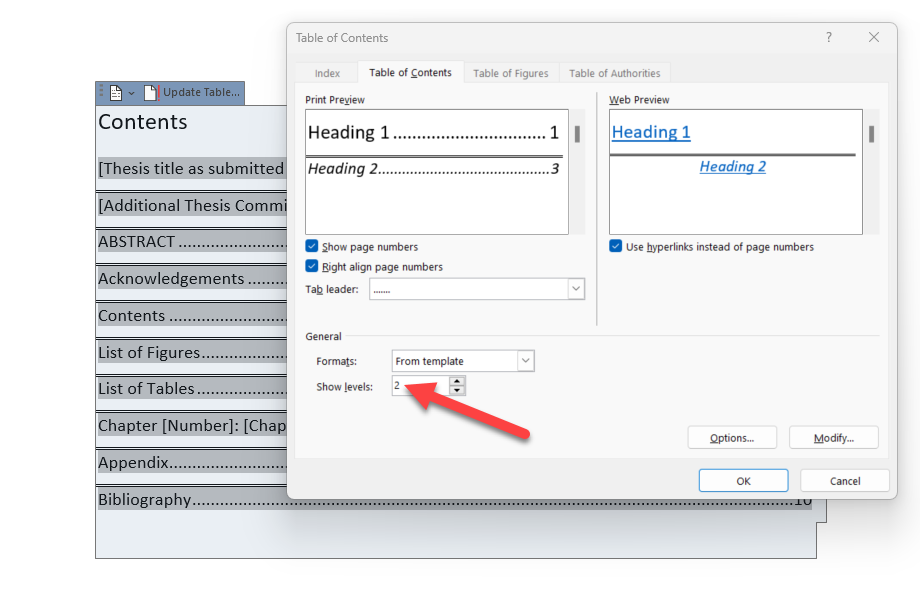 Table of Contents
?
Index
Table of Contents
Table of Figures
Table of Authorities
Print Preview
Heading 1 .............................. 1
Heading 2...........................................3
Show page numbers
Right align page numbers
Tab leader: .......
Web Preview
Heading 1
Heading 2
Use hyperlinks instead of page numbers
General
Formats: From template
Show levels: 2
Options...
Modify...
OK
Cancel
Update Table...
Contents
[Thesis title as submitted
[Additional Thesis
ABSTRACT ........................
Acknowledgements .........
Contents ..........................
List of Figures...................
List of Tables ....................
Chapter [Number]:
Appendix..........................
Bibliography..............................................................................................................10